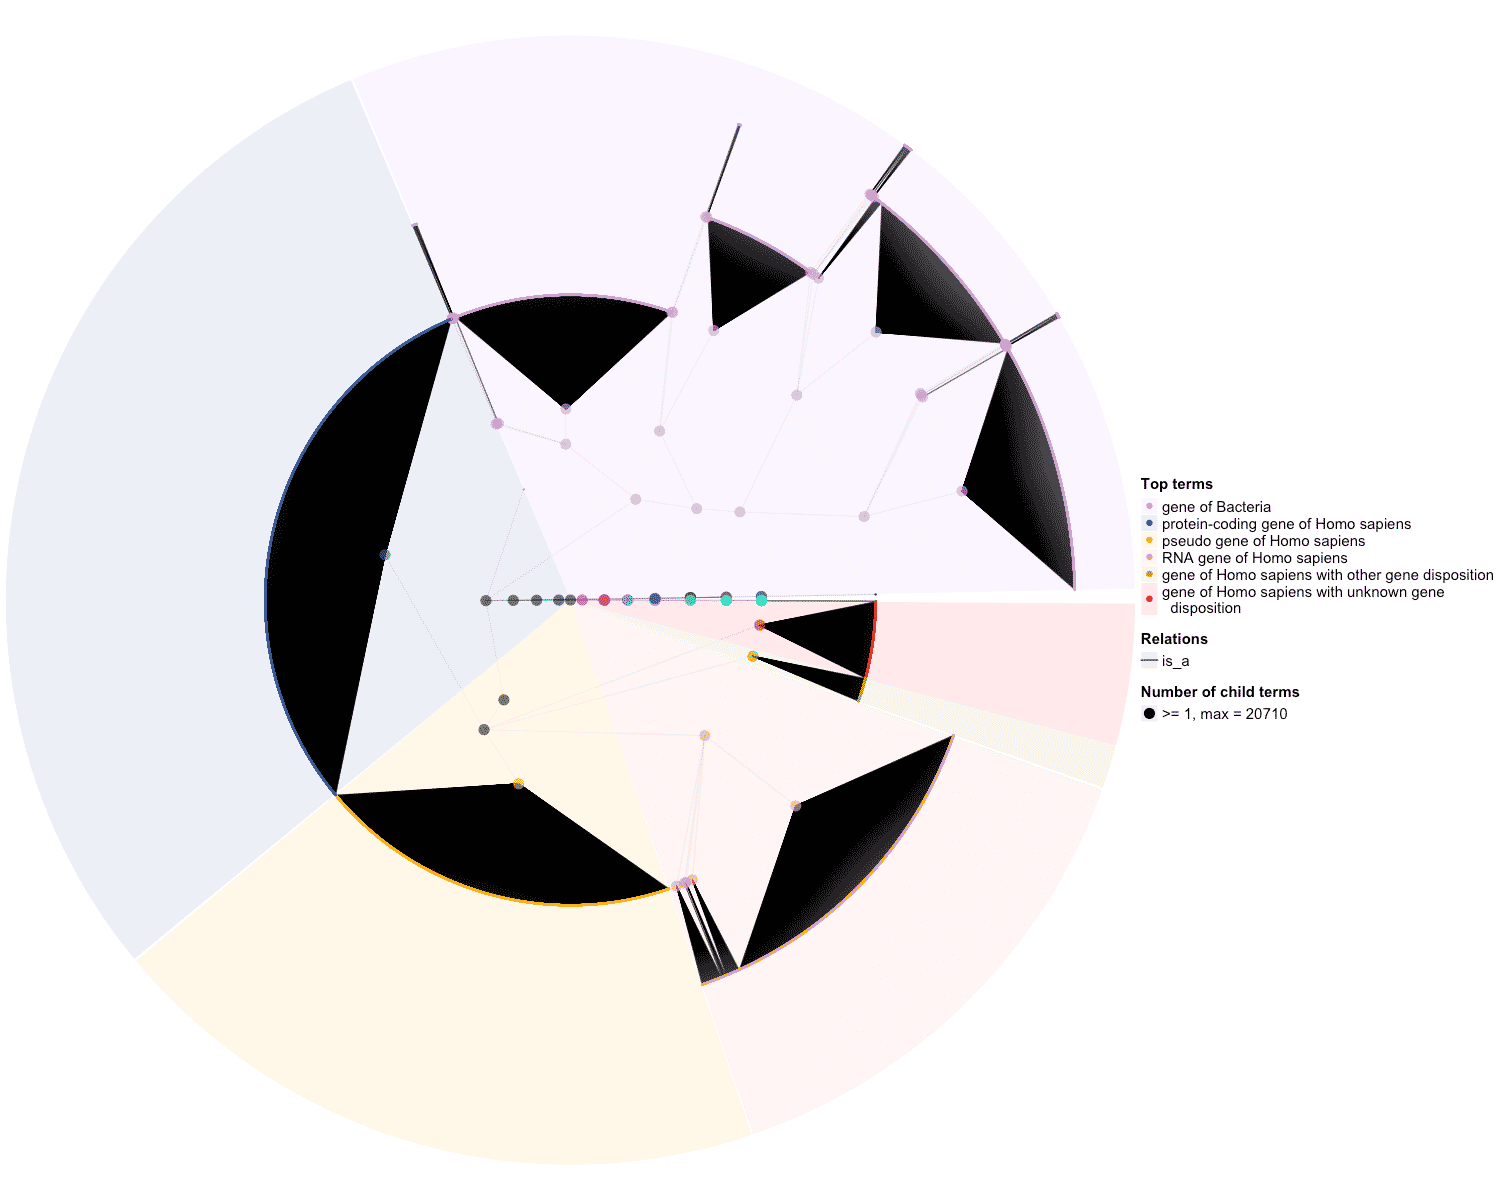 Top terms
gene of Bacteria
protein-coding gene of Homo sapiens
pseudo gene of Homo sapiens
RNA gene of Homo sapiens
gene of Homo sapiens with other gene disposition
gene of Homo sapiens with unknown gene
disposition
Relations
is_a
Number of child terms
>= 1, max = 20710